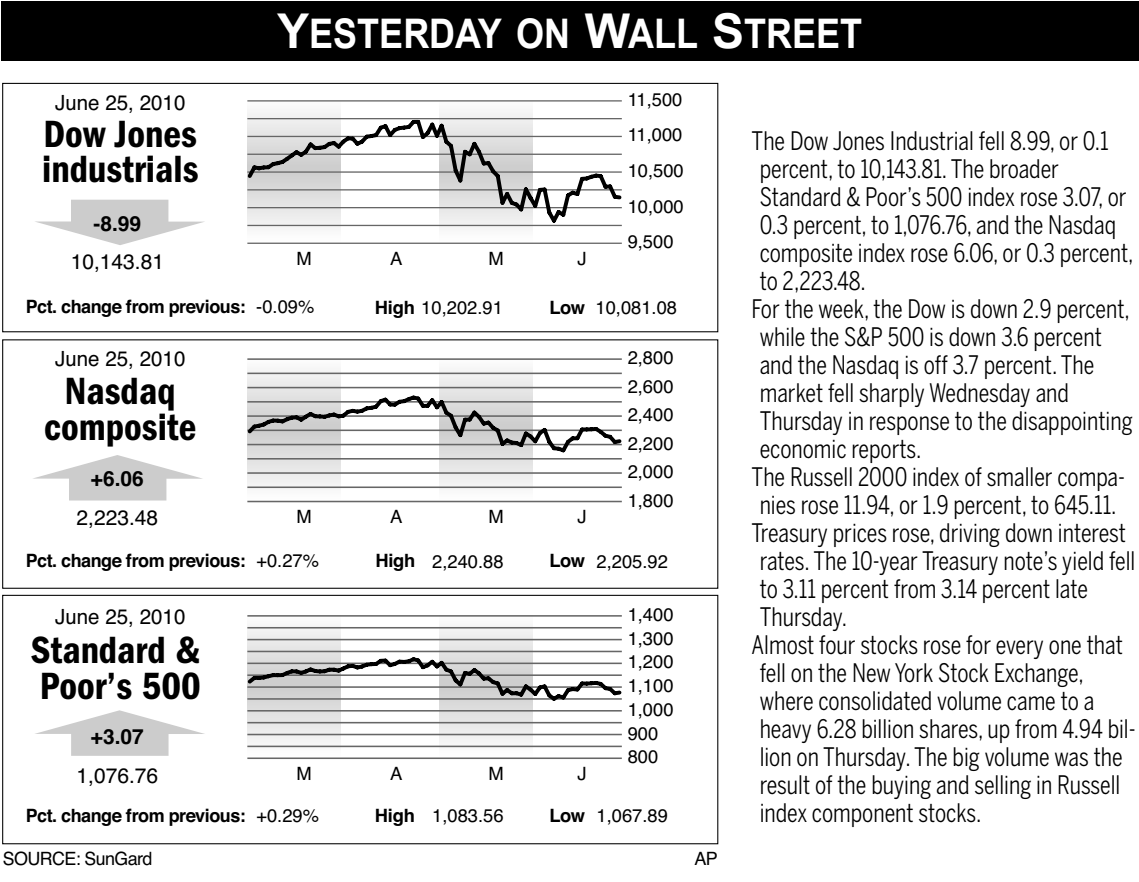 YESTERDAY ON WALL STREET
June 25, 2010
Dow Jones
industrials
-8.99
10,143.81
11,500
11,000
10,500
10,000
9,500
M A M J
Pct. change from previous: -0.09% High 10,202.91 Low 10,081.08
June 25, 2010
Nasdaq
composite
+6.06
2,223.48
2,800
2,600
2,400
2,200
2,000
1,800
M A M J
Pct. change from previous: +0.27% High 2,240.88 Low 2,205.92
June 25, 2010
Standard &
Poor's 500
+3.07
1,076.76
1,400
1,300
1,200
1,100
1,000
900
800
M A M J
Pct. change from previous: +0.29% High 1,083.56 Low 1,067.89
SOURCE: SunGard AP
The Dow Jones Industrial fell 8.99, or 0.1
percent, to 10,143.81. The broader
Standard & Poor's 500 index rose 3.07, or
0.3 percent, to 1,076.76, and the Nasdaq
composite index rose 6.06, or 0.3 percent,
to 2,223.48.
For the week, the Dow is down 2.9 percent,
while the S&P 500 is down 3.6 percent
and the Nasdaq is off 3.7 percent. The
market fell sharply Wednesday and
Thursday in response to the disappointing
economic reports.
The Russell 2000 index of smaller compa-
nies rose 11.94, or 1.9 percent, to 645.11.
Treasury prices rose, driving down interest
rates. The 10-year Treasury note's yield fell
to 3.11 percent from 3.14 percent late
Thursday.
Almost four stocks rose for every one that
fell on the New York Stock Exchange,
where consolidated volume came to a
heavy 6.28 billion shares, up from 4.94 bil-
lion on Thursday. The big volume was the
result of the buying and selling in Russell
index component stocks.